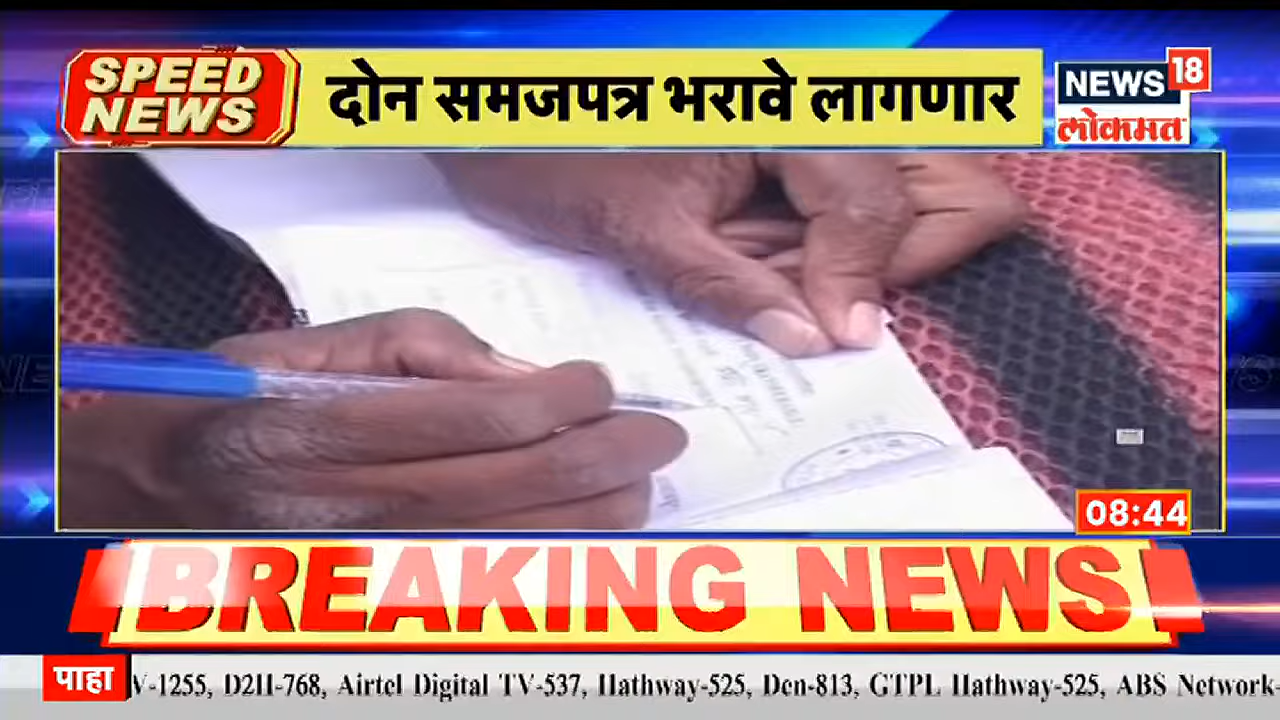 SPEED
NEWS
दोन समजपत्र भरावे लागणार
NEWS 18
लोकमत
08:44
BREAKING NEWS
पाहा
V-1255, D2H-768, Airtel Digital TV-537, Hathway-525, Den-813, GTPL Hathway-525, ABS Network-